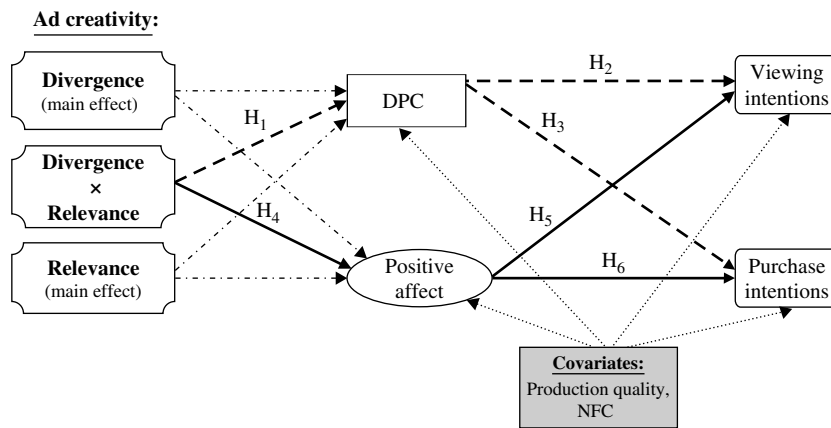 Ad creativity:
Divergence
(main effect)
Divergence
×
Relevance
Relevance
(main effect)
H1
H4
DPC
Positive
affect
H2
H3
H5
H6
Viewing
intentions
Purchase
intentions
Covariates:
Production quality,
NFC